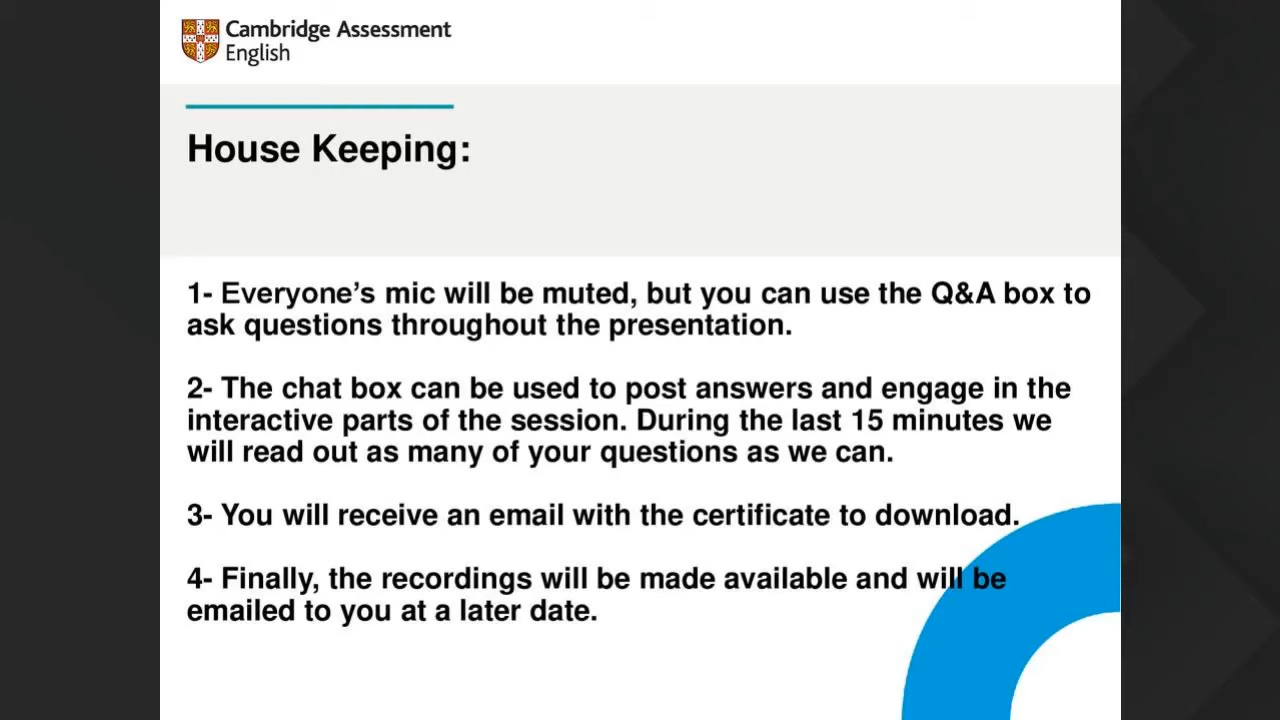 Cambridge Assessment
English
House Keeping:
1- Everyone’s mic will be muted, but you can use the Q&A box to
ask questions throughout the presentation.
2- The chat box can be used to post answers and engage in the
interactive parts of the session. During the last 15 minutes we
will read out as many of your questions as we can.
3- You will receive an email with the certificate to download.
4- Finally, the recordings will be made available and will be
emailed to you at a later date.